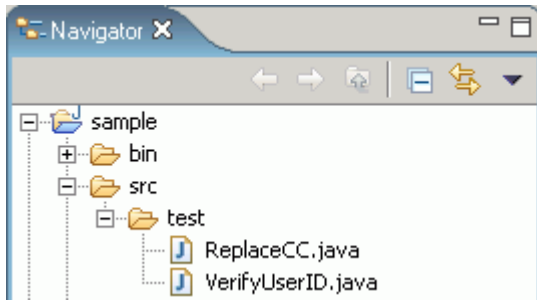 Navigator
sample
bin
src
test
ReplaceCC.java
VerifyUserID.java